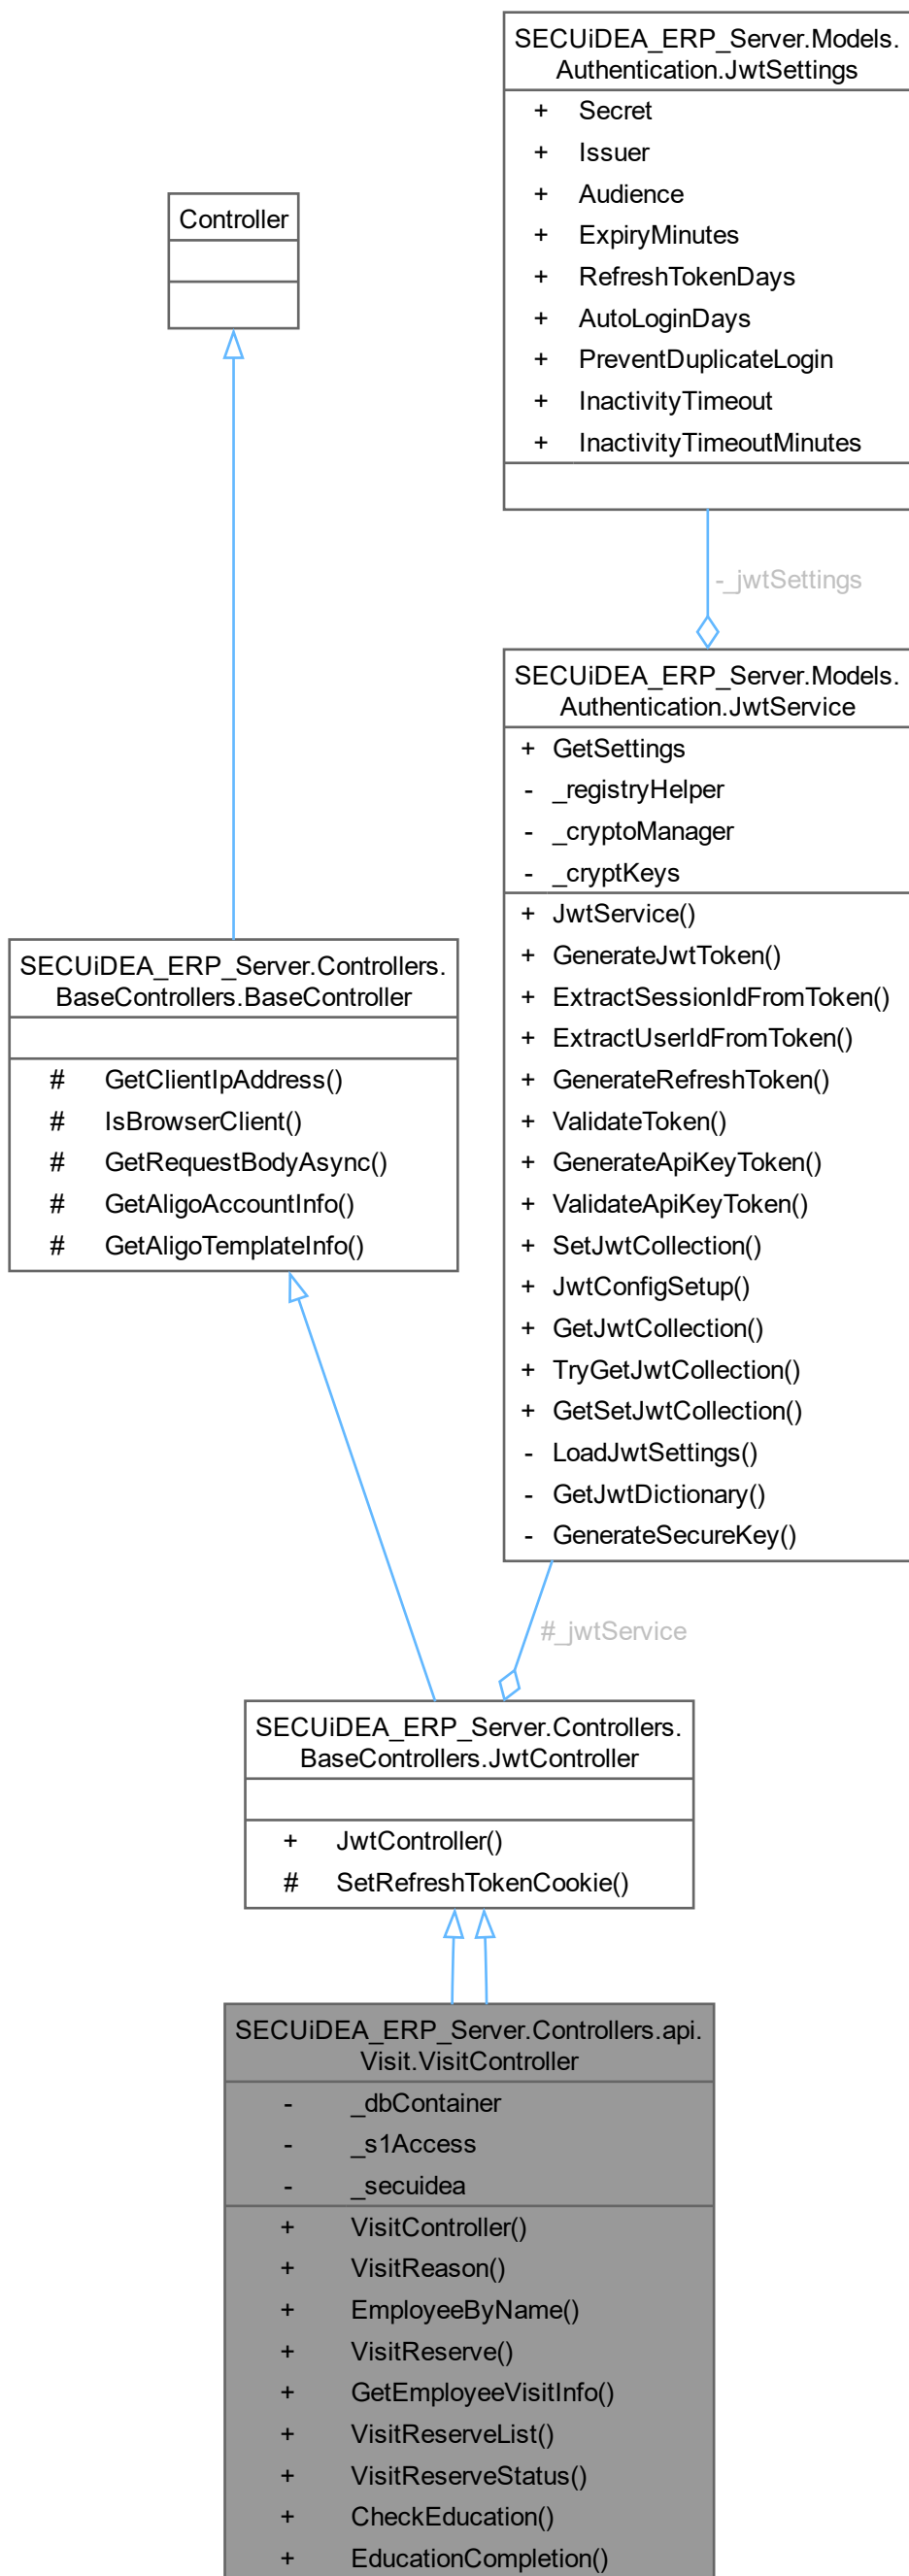 SECUiDEA_ERP_Server.Models.
Authentication.JwtSettings
+ Secret
+ Issuer
+ Audience
+ ExpiryMinutes
+ RefreshTokenDays
+ AutoLoginDays
+ PreventDuplicateLogin
+ InactivityTimeout
+ InactivityTimeoutMinutes
Controller
-_jwtSettings
SECUiDEA_ERP_Server.Models.
Authentication.JwtService
+ GetSettings
- _registryHelper
- _cryptoManager
- _cryptKeys
+ JwtService()
+ GenerateJwtToken()
+ ExtractSessionIdFromToken()
+ ExtractUserIdFromToken()
+ GenerateRefreshToken()
+ ValidateToken()
+ GenerateApiKeyToken()
+ ValidateApiKeyToken()
+ SetJwtCollection()
+ JwtConfigSetup()
+ GetJwtCollection()
+ TryGetJwtCollection()
+ GetSetJwtCollection()
- LoadJwtSettings()
- GetJwtDictionary()
- GenerateSecureKey()
SECUiDEA_ERP_Server.Controllers.
BaseControllers.BaseController
# GetClientIpAddress()
# IsBrowserClient()
# GetRequestBodyAsync()
# GetAligoAccountInfo()
# GetAligoTemplateInfo()
#_jwtService
SECUiDEA_ERP_Server.Controllers.
BaseControllers.JwtController
+ JwtController()
# SetRefreshTokenCookie()
SECUiDEA_ERP_Server.Controllers.api.
Visit.VisitController
- _dbContainer
- _s1Access
- _secuidea
+ VisitController()
+ VisitReason()
+ EmployeeByName()
+ VisitReserve()
+ GetEmployeeVisitInfo()
+ VisitReserveList()
+ VisitReserveStatus()
+ CheckEducation()
+ EducationCompletion()